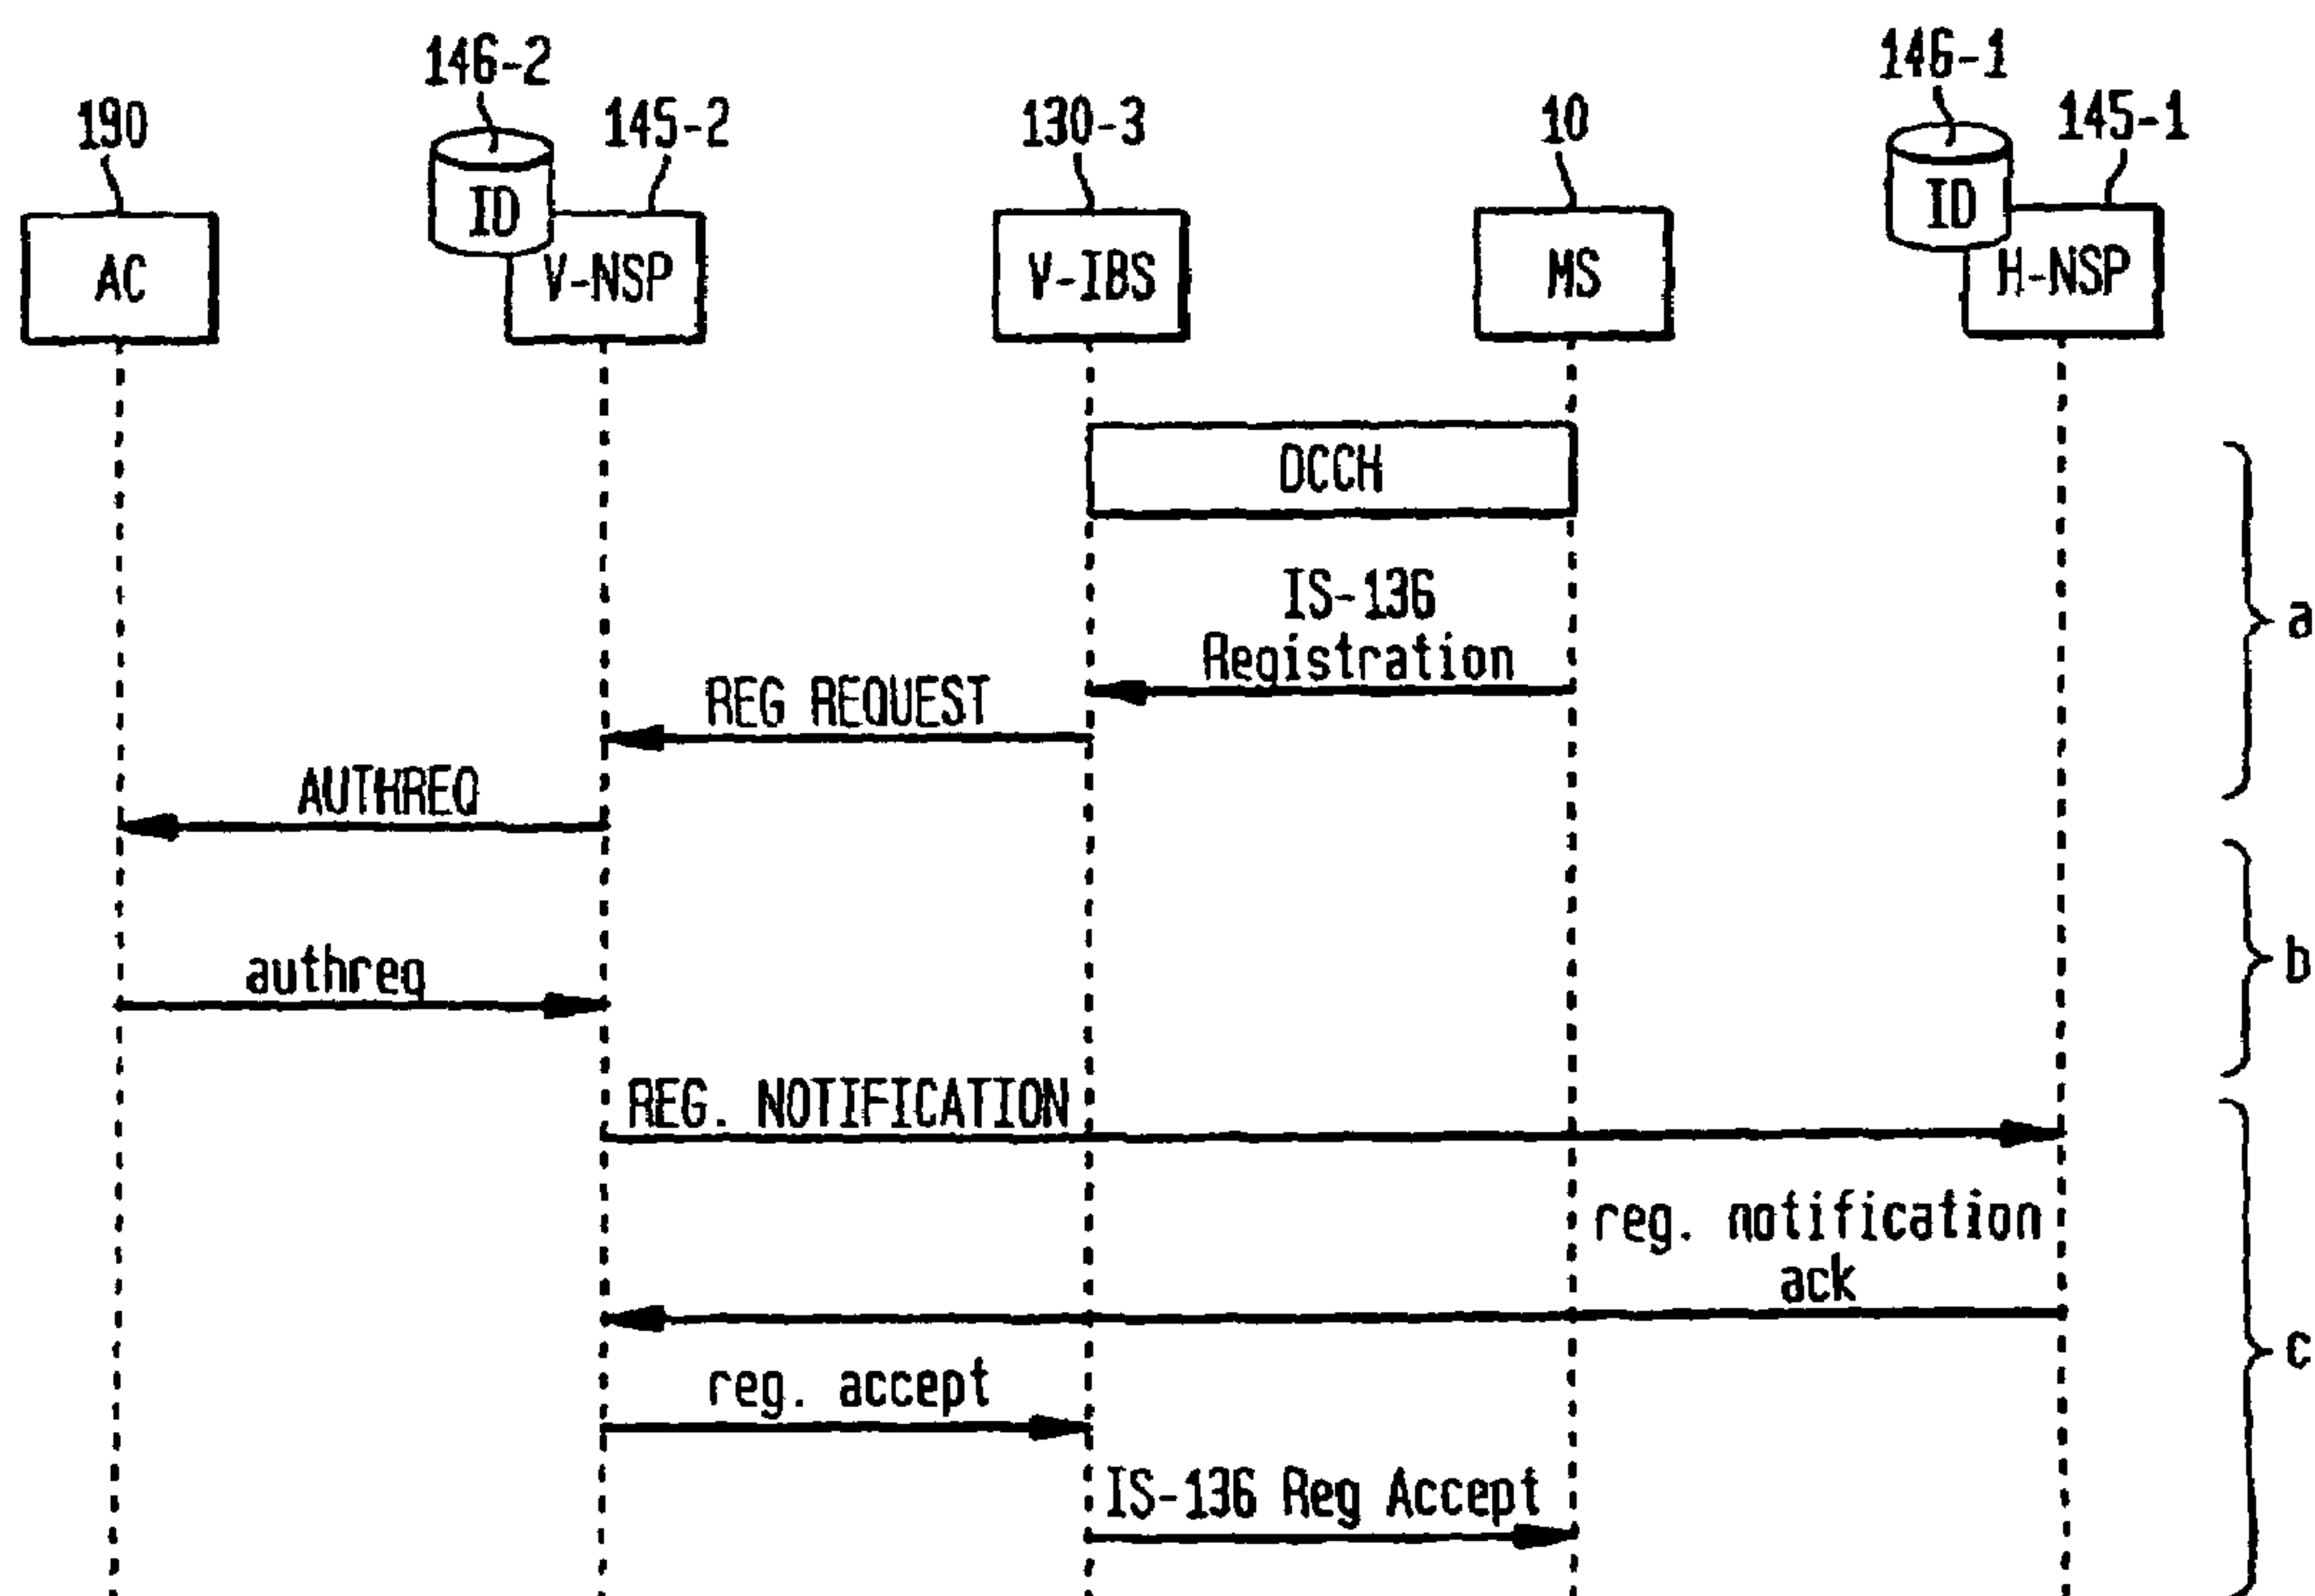 146-2
146-1
190
145-2
130-3
10
145-1
ID
ID
AC
V-NSP
V-IBS
MS
H-NSP
DCCH
IS-136
Registration
a
REG REQUEST
AUTHREQ
b
authreq
REG. NOTIFICATION
reg. notification
ack
c
reg. accept
IS-136 Reg Accept